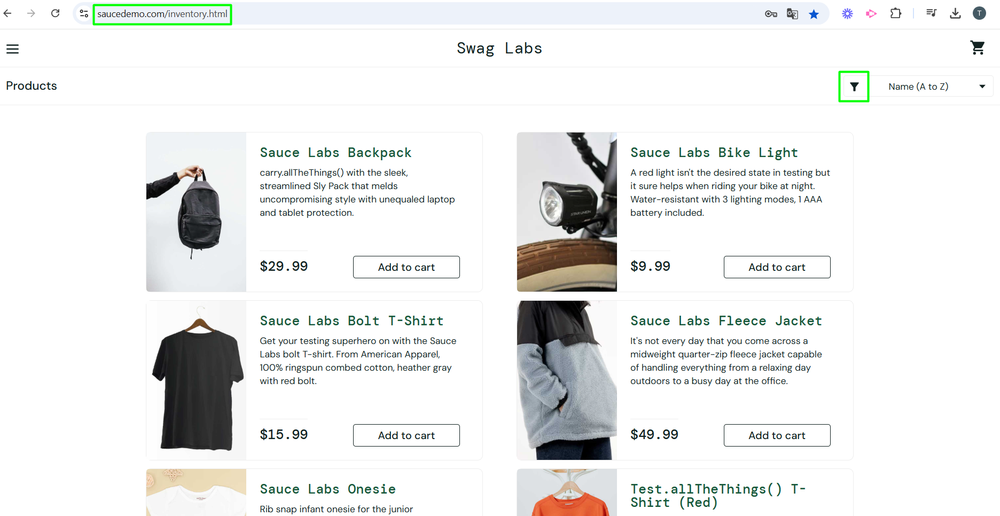 saucedemo.com/inventory.html
T
Swag Labs
Products
Name (A to Z)
Sauce Labs Backpack
carry.allTheThings() with the sleek,
streamlined Sly Pack that melds
uncompromising style with unequaled laptop
and tablet protection.
$29.99
Add to cart
Sauce Labs Bike Light
A red light isn't the desired state in testing but
it sure helps when riding your bike at night.
Water-resistant with 3 lighting modes, 1 AAA
battery included.
STAR UNION
$9.99
Add to cart
Sauce Labs Bolt T-Shirt
Get your testing superhero on with the Sauce
Labs bolt T-shirt. From American Apparel,
100% ringspun combed cotton, heather gray
with red bolt.
$15.99
Add to cart
Sauce Labs Fleece Jacket
It's not every day that you come across a
midweight quarter-zip fleece jacket capable
of handling everything from a relaxing day
outdoors to a busy day at the office.
$49.99
Add to cart
Sauce Labs Onesie
Rib snap infant onesie for the junior
Test.allTheThings() T-
Shirt (Red)